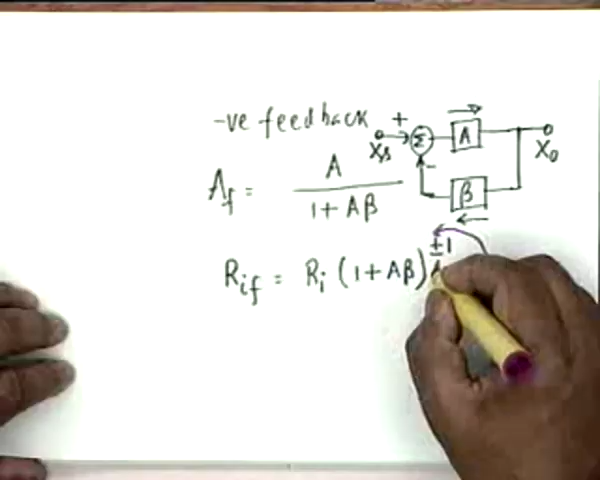 -ve feedback
+
Σ
A
Xs
-
Xo
β
Af = A / 1 + Aβ
Rif = Ri (1 + Aβ)±1